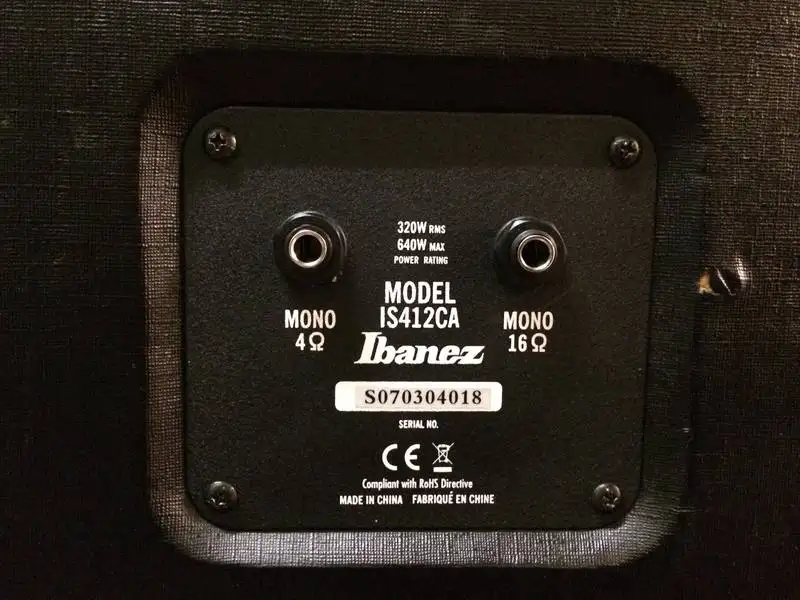 320W RMS
640W MAX
POWER RATING
MODEL
IS412CA
MONO
4Ω
MONO
16Ω
Ibanez
S070304018
SERIAL NO.
CE
Compliant with RoHS Directive
MADE IN CHINA FABRIQUÉ EN CHINE